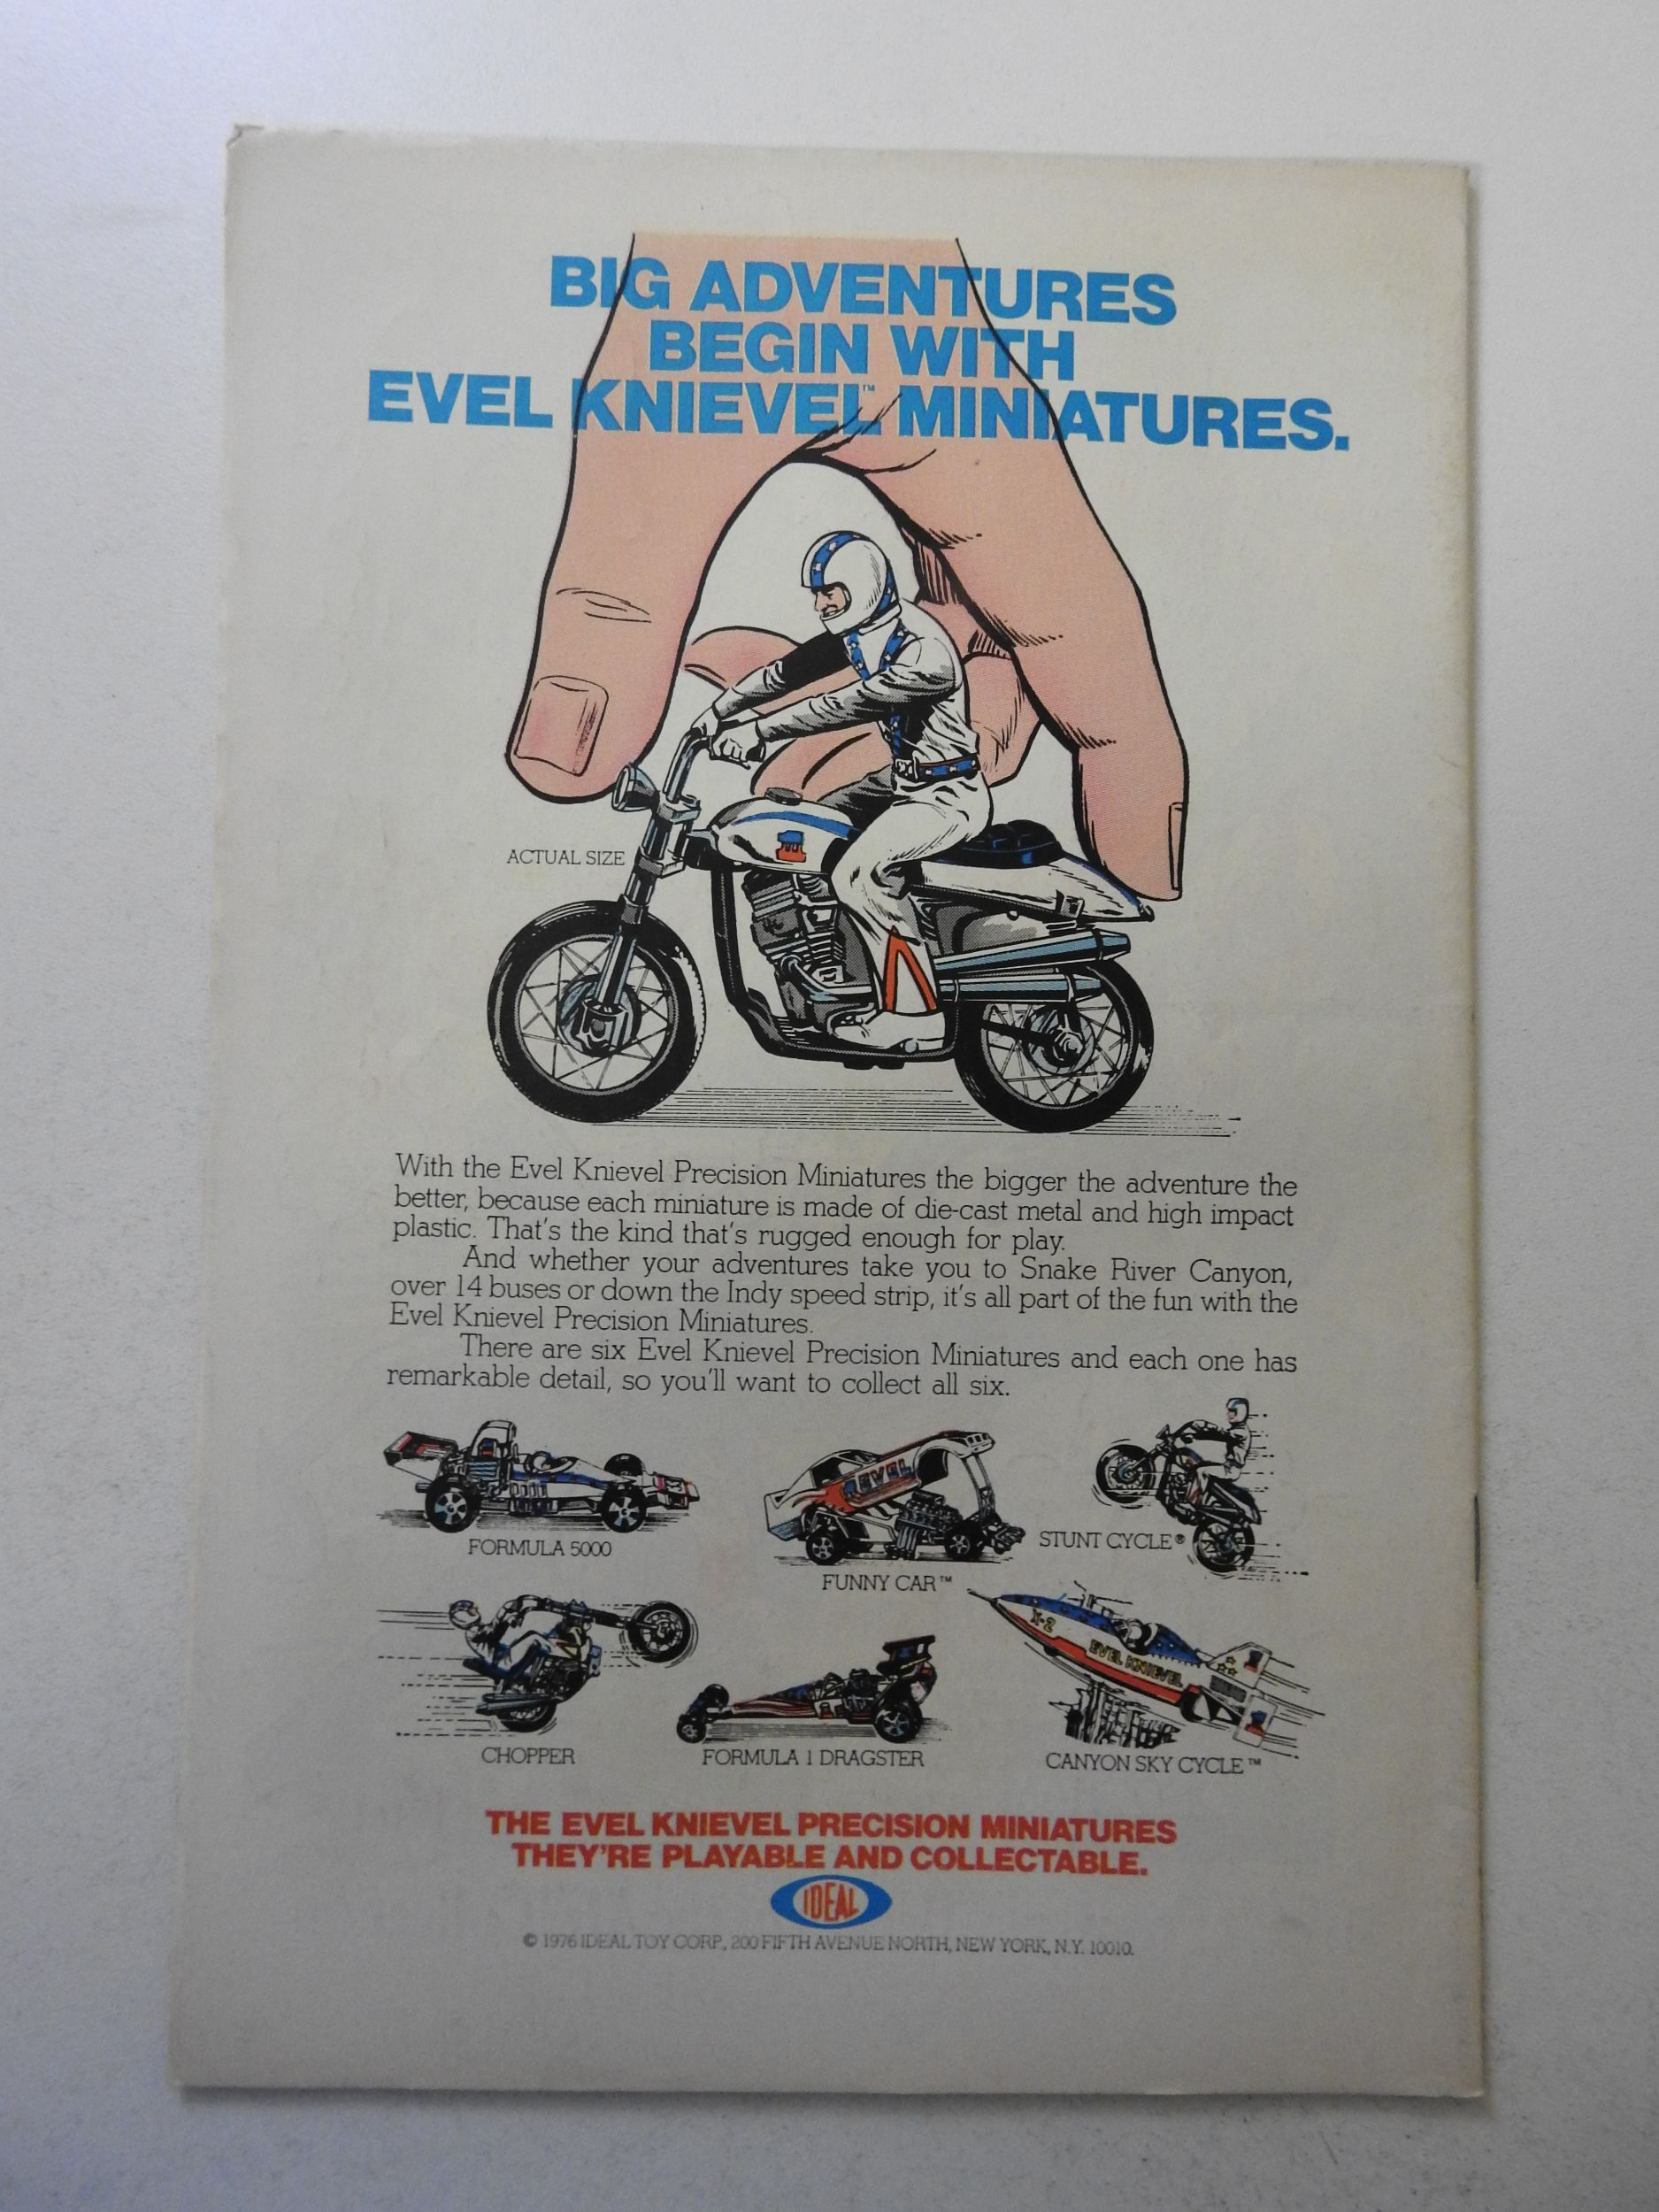 BIG ADVENTURES
BEGIN WITH
EVEL KNIEVEL™ MINIATURES.
ACTUAL SIZE
1
With the Evel Knievel Precision Miniatures the bigger the adventure the
better, because each miniature is made of die-cast metal and high impact
plastic. That's the kind that's rugged enough for play.
And whether your adventures take you to Snake River Canyon,
over 14 buses or down the Indy speed strip, it's all part of the fun with the
Evel Knievel Precision Miniatures.
There are six Evel Knievel Precision Miniatures and each one has
remarkable detail, so you'll want to collect all six.
EVEL
FORMULA 5000
FUNNY CAR™
STUNT CYCLE®
X-2
EVEL KNIEVEL
CHOPPER
FORMULA 1 DRAGSTER
CANYON SKY CYCLE™
THE EVEL KNIEVEL PRECISION MINIATURES
THEY'RE PLAYABLE AND COLLECTABLE.
IDEAL
© 1976 IDEAL TOY CORP., 200 FIFTH AVENUE NORTH, NEW YORK, N.Y. 10010.